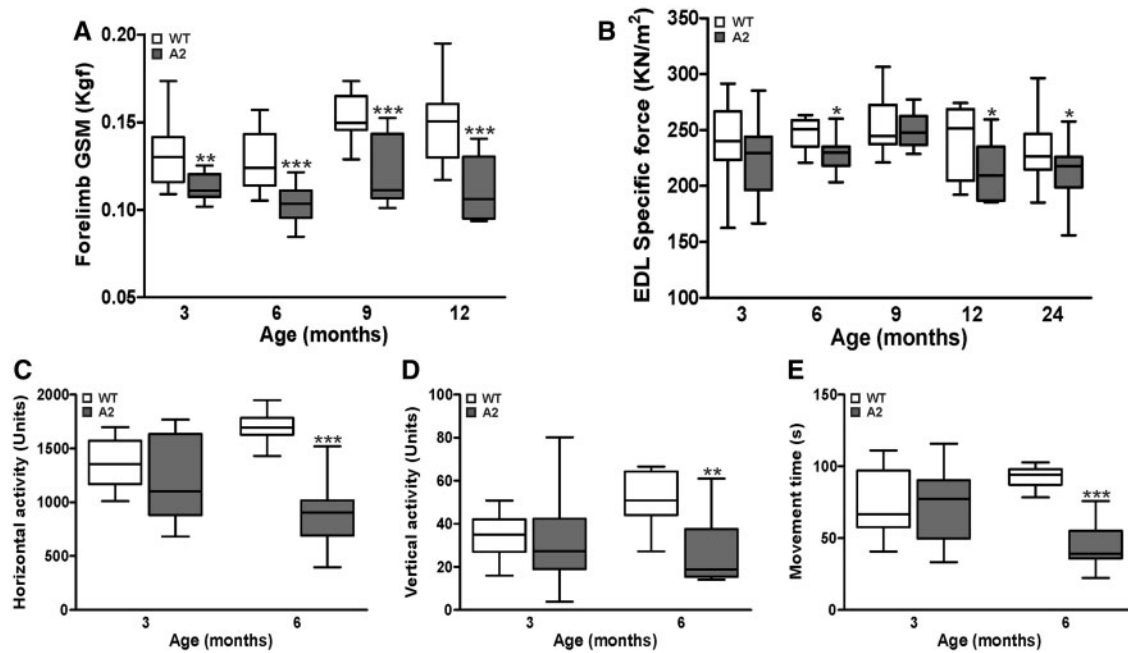 A
Forelimb GSM (Kgf)
WT
A2
0.20
0.15
0.10
0.05
**
***
***
***
3 6 9 12
Age (months)
B
EDL Specific force (KN/m²)
WT
A2
350
300
250
200
150
100
*
*
*
3 6 9 12 24
Age (months)
C
Horizontal activity (Units)
WT
A2
2000
1500
1000
500
0
***
3 6
Age (months)
D
Vertical activity (Units)
WT
A2
100
80
60
40
20
0
**
3 6
Age (months)
E
Movement time (s)
WT
A2
150
100
50
0
***
3 6
Age (months)